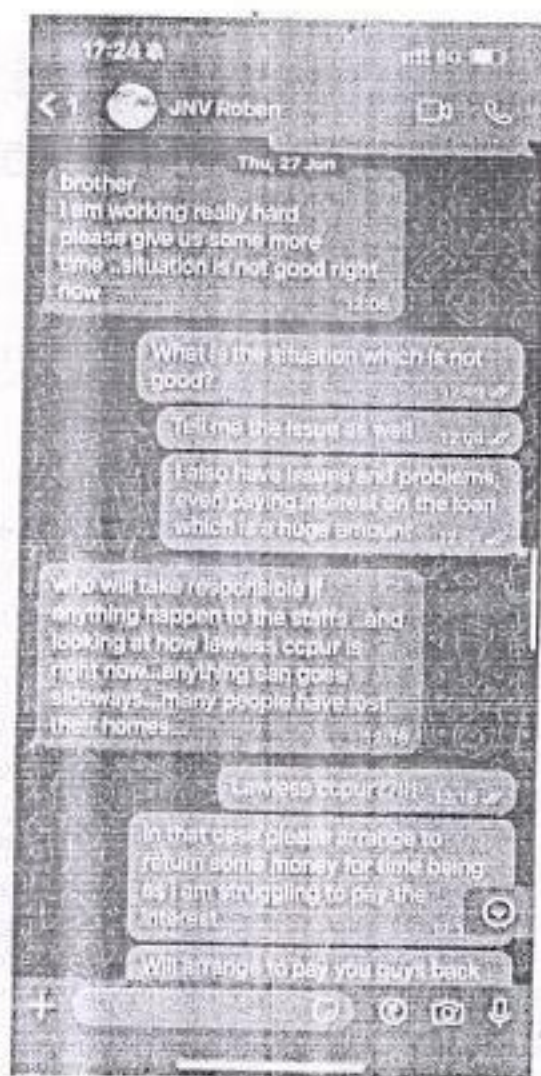 17:24
5G
1
JNV Roben
Thu, 27 Jun
brother
I am working really hard
please give us some more
time ..situation is not good right
now
12:08
What is the situation which is not
good?
Tell me the issue as well
12:09
I also have issues and problems,
even paying interest on the loan
which is a huge amount
who will take responsible if
anything happen to the staffs ..and
looking at how lawless ccpur is
right now...anything can goes
sideways...many people have lost
their homes...
12:16
Lawless ccpur??!!!
12:16
In that case please arrange to
return some money for time being
as I am struggling to pay the
interest
Will arrange to pay you guys back